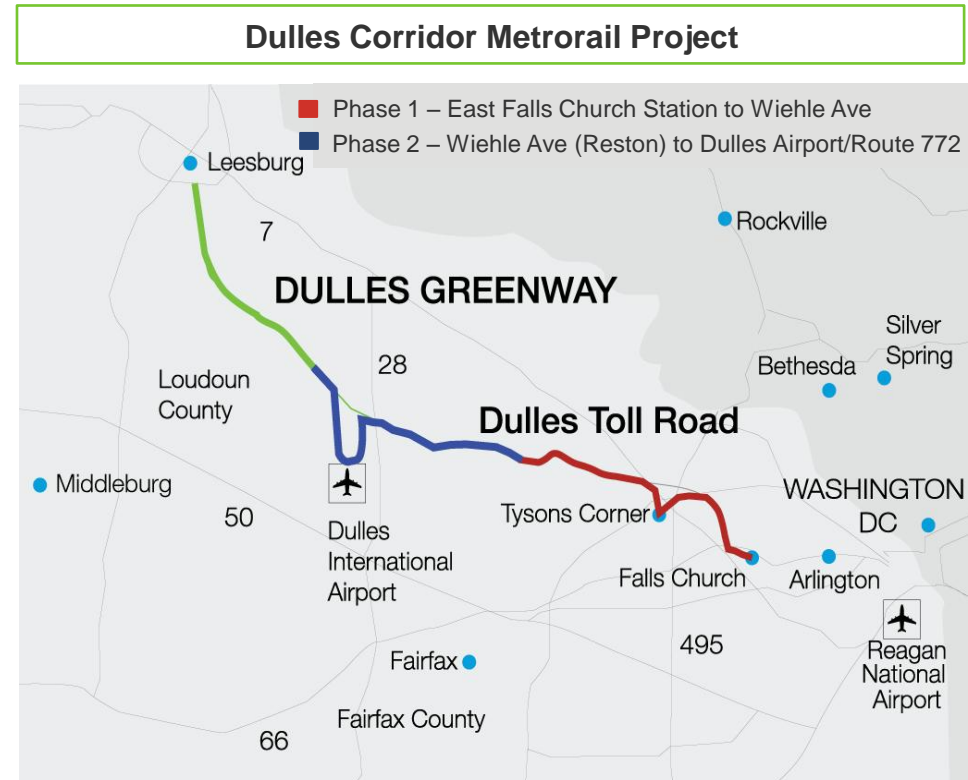 Dulles Corridor Metrorail Project
Phase 1 – East Falls Church Station to Wiehle Ave
Phase 2 – Wiehle Ave (Reston) to Dulles Airport/Route 772
Leesburg
7
Rockville
DULLES GREENWAY
Silver
Spring
28
Bethesda
Loudoun
County
Dulles Toll Road
Middleburg
WASHINGTON
DC
50
Tysons Corner
Dulles
International
Airport
Falls Church
Arlington
495
Reagan
National
Airport
Fairfax
Fairfax County
66